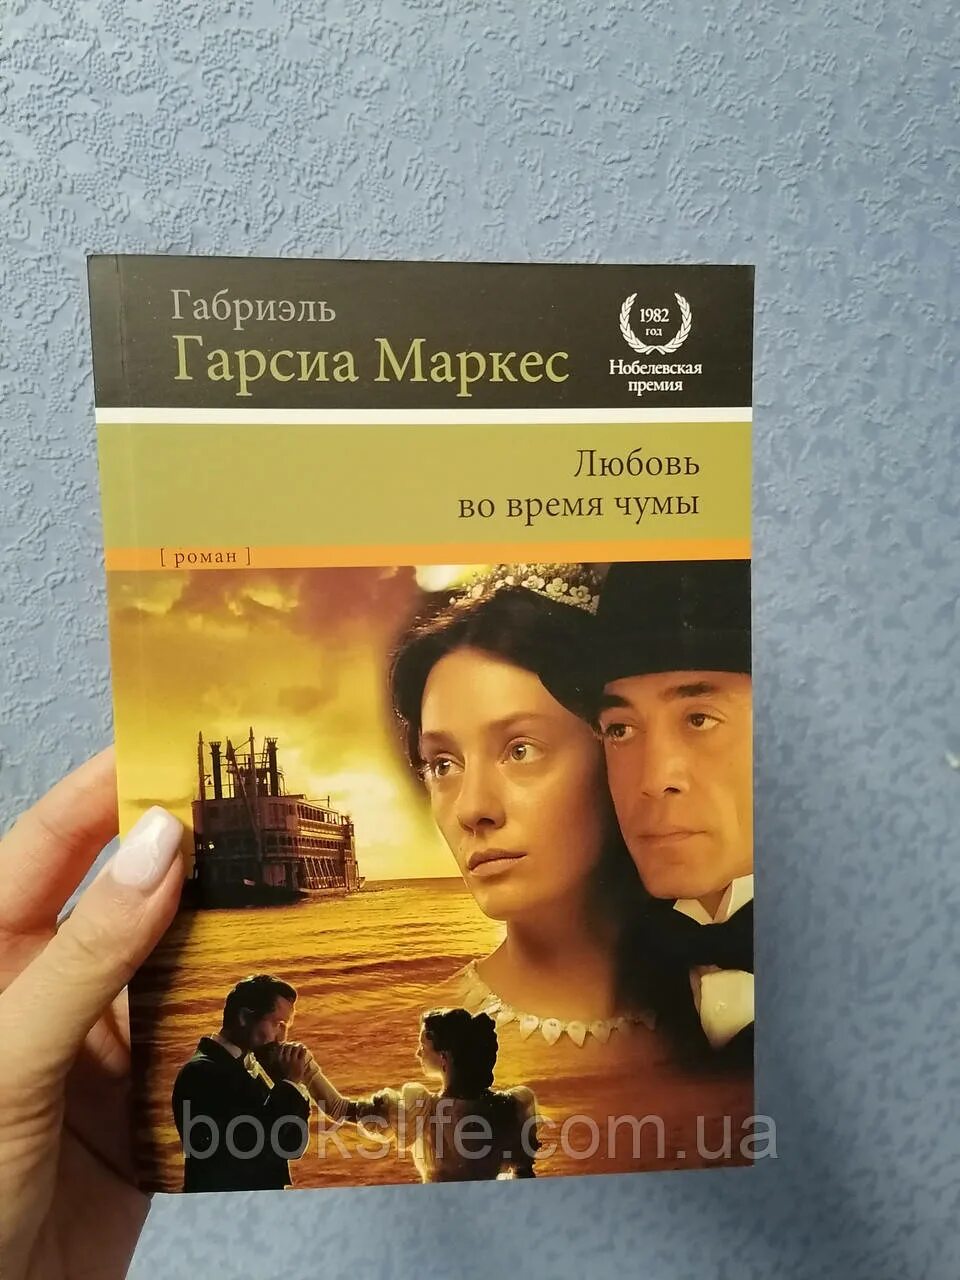 Габриэль
Гарсиа Маркес
1982
год
Нобелевская
премия
Любовь
во время чумы
[ роман ]
bookslife.com.ua